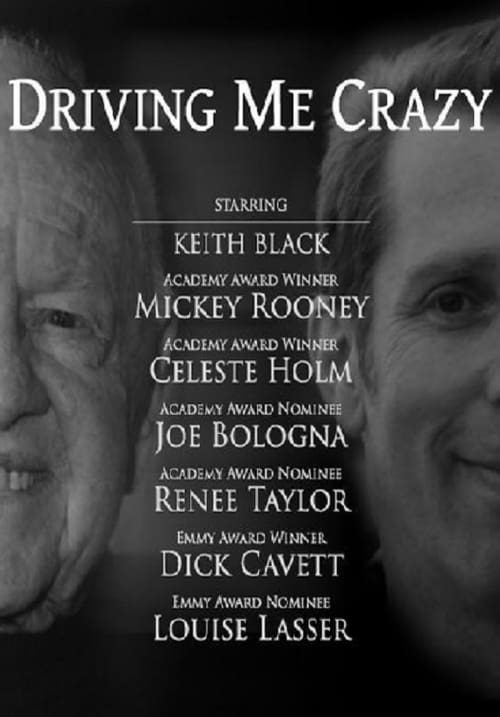 DRIVING ME CRAZY
STARRING
KEITH BLACK
ACADEMY AWARD WINNER
MICKEY ROONEY
ACADEMY AWARD WINNER
CELESTE HOLM
ACADEMY AWARD NOMINEE
JOE BOLOGNA
ACADEMY AWARD NOMINEE
RENEE TAYLOR
EMMY AWARD WINNER
DICK CAVETT
EMMY AWARD NOMINEE
LOUISE LASSER